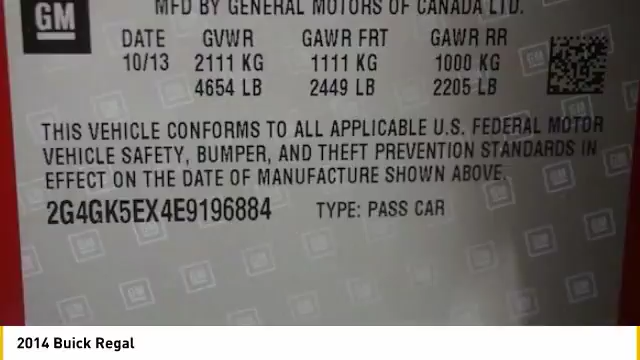 GM
MFD BY GENERAL MOTORS OF CANADA LTD.
DATE GVWR GAWR FRT GAWR RR
10/13 2111 KG 1111 KG 1000 KG
4654 LB 2449 LB 2205 LB
THIS VEHICLE CONFORMS TO ALL APPLICABLE U.S. FEDERAL MOTOR
VEHICLE SAFETY, BUMPER, AND THEFT PREVENTION STANDARDS IN
EFFECT ON THE DATE OF MANUFACTURE SHOWN ABOVE.
2G4GK5EX4E9196884 TYPE: PASS CAR
2014 Buick Regal